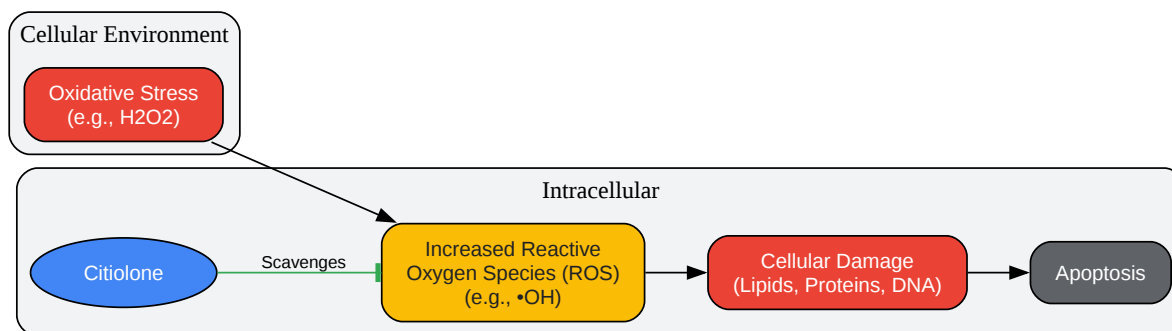 Cellular Environment
Oxidative Stress
(e.g., H2O2)
Intracellular
Citiolone
Scavenges
Increased Reactive
Oxygen Species (ROS)
(e.g., •OH)
Cellular Damage
(Lipids, Proteins, DNA)
Apoptosis